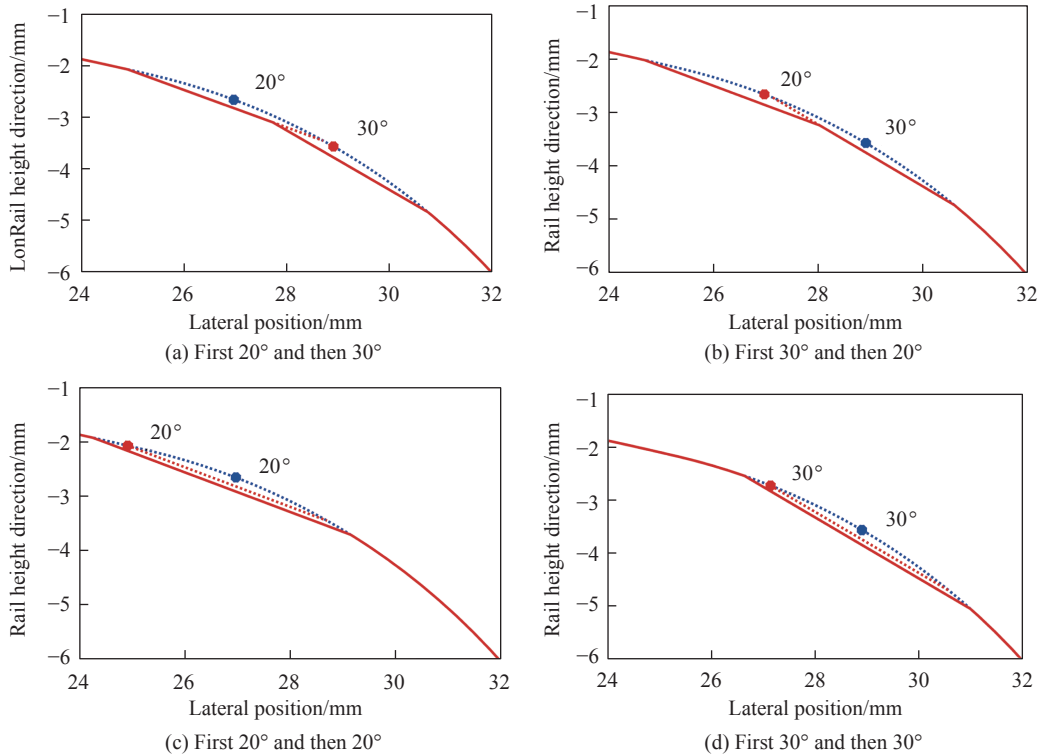 −1
−2
−3
−4
−5
−6
LonRail height direction/mm
20°
30°
24 26 28 30 32
Lateral position/mm
(a) First 20° and then 30°
−1
−2
−3
−4
−5
−6
Rail height direction/mm
20°
30°
24 26 28 30 32
Lateral position/mm
(b) First 30° and then 20°
−1
−2
−3
−4
−5
−6
Rail height direction/mm
20°
20°
24 26 28 30 32
Lateral position/mm
(c) First 20° and then 20°
−1
−2
−3
−4
−5
−6
Rail height direction/mm
30°
30°
24 26 28 30 32
Lateral position/mm
(d) First 30° and then 30°